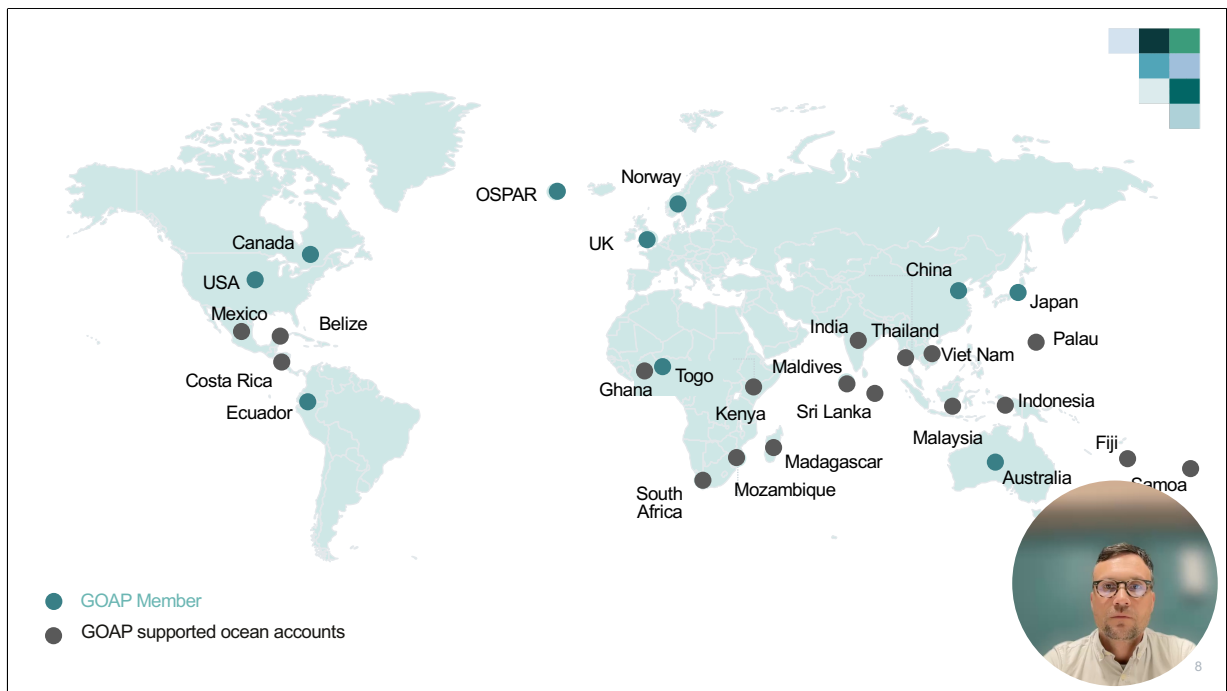 Norway
OSPAR
UK
Canada
USA
China
Japan
Mexico
Belize
India
Thailand
Palau
Viet Nam
Maldives
Costa Rica
Togo
Ghana
Ecuador
Kenya
Sri Lanka
Indonesia
Malaysia
Fiji
Madagascar
Australia
Samoa
Mozambique
South
Africa
GOAP Member
GOAP supported ocean accounts
8